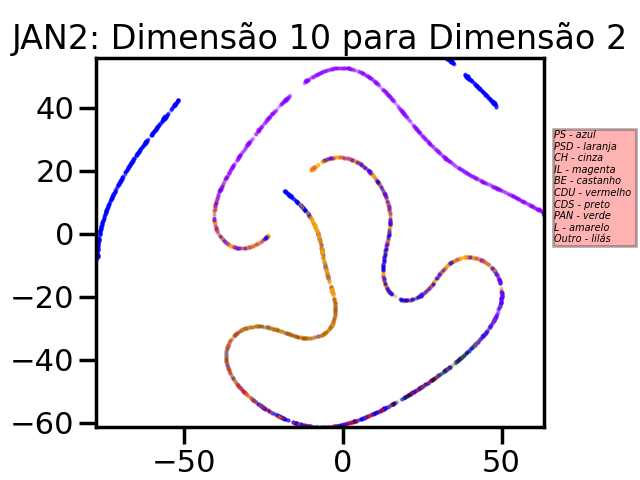 JAN2: Dimensão 10 para Dimensão 2
40
20
0
−20
−40
−60
−50
0
50
PS - azul
PSD - laranja
CH - cinza
IL - magenta
BE - castanho
CDU - vermelho
CDS - preto
PAN - verde
L - amarelo
Outro - lilás